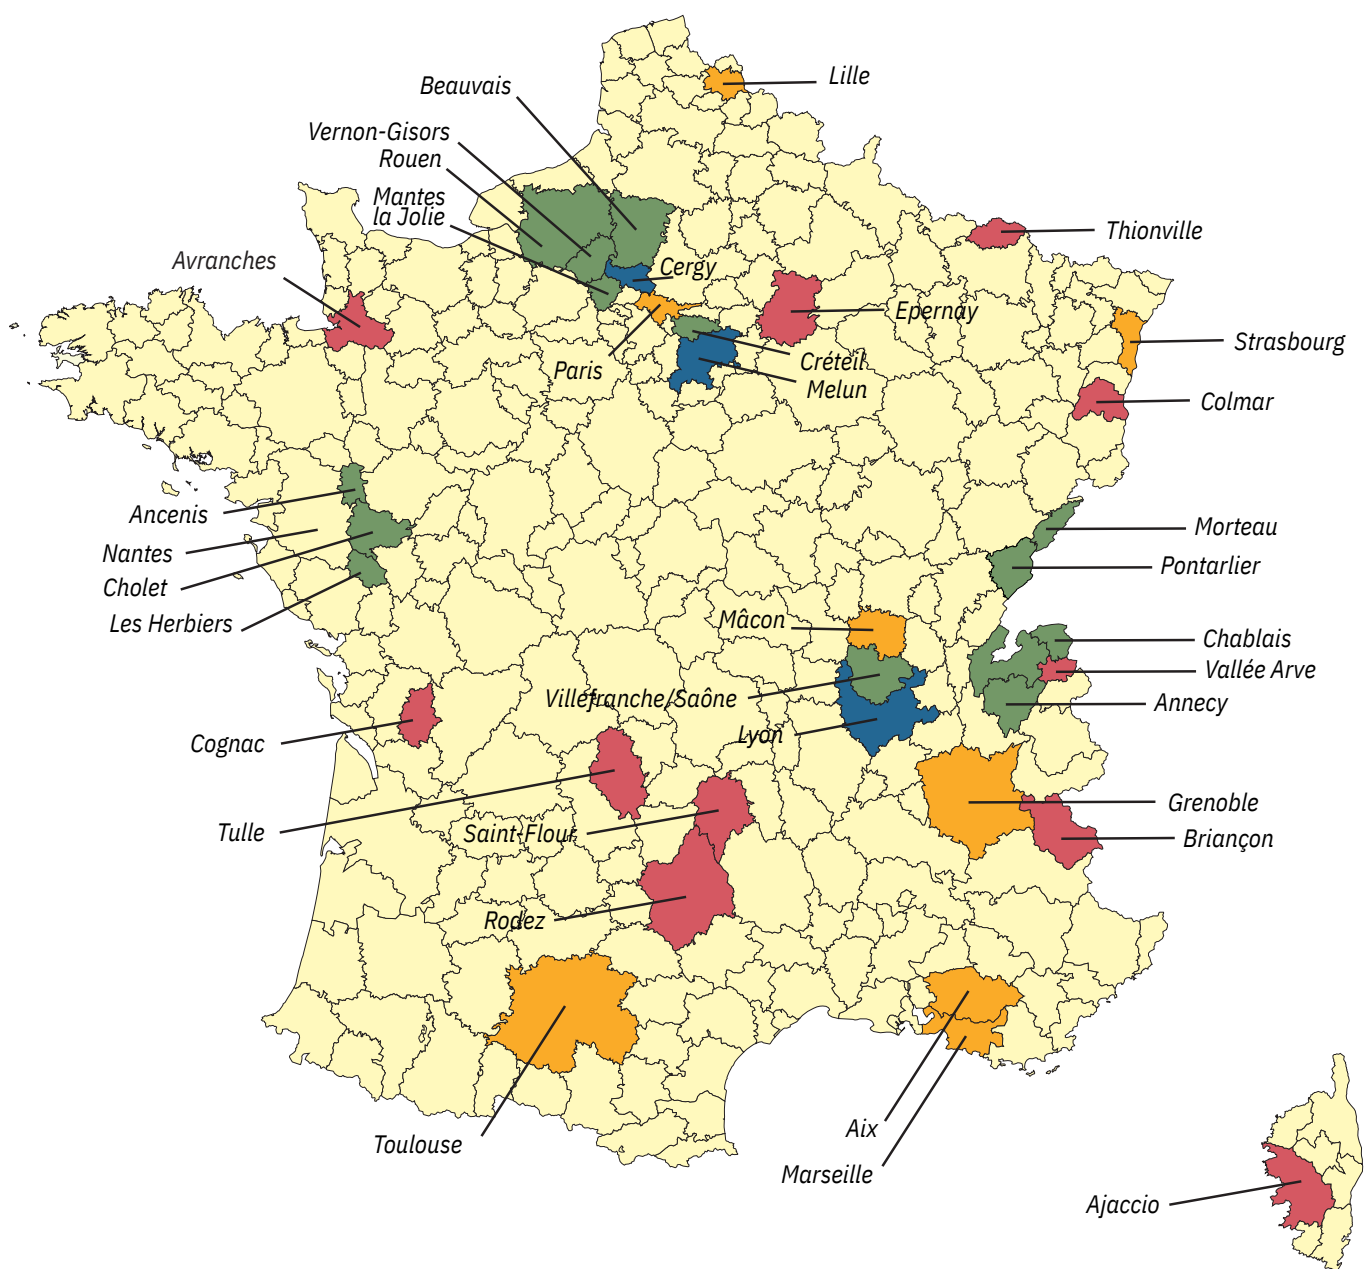 Lille
Beauvais
Vernon-Gisors
Rouen
Mantes
la Jolie
Thionville
Avranches
Cergy
Epernay
Strasbourg
Paris
Créteil
Melun
Colmar
Ancenis
Morteau
Nantes
Pontarlier
Cholet
Les Herbiers
Mâcon
Chablais
Vallée Arve
Villefranche/Saône
Annecy
Lyon
Cognac
Grenoble
Tulle
Saint-Flour
Briançon
Rodez
Aix
Toulouse
Marseille
Ajaccio